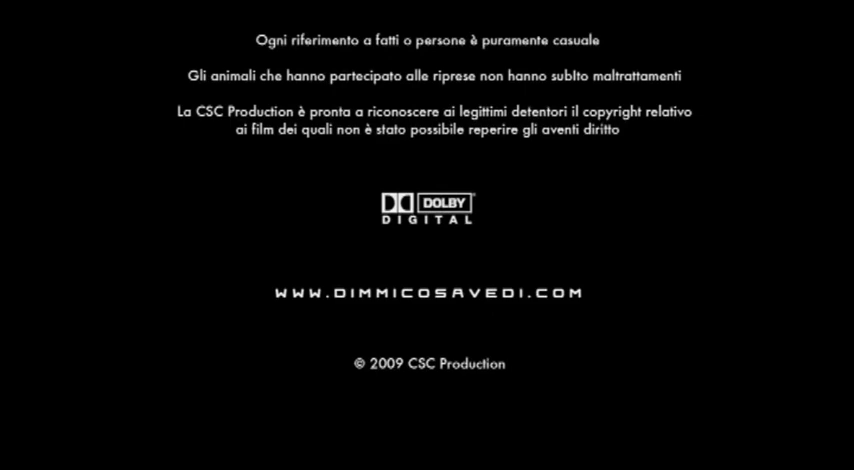 Ogni riferimento a fatti o persone è puramente casuale
Gli animali che hanno partecipato alle riprese non hanno subIto maltrattamenti
La CSC Production è pronta a riconoscere ai legittimi detentori il copyright relativo
ai film dei quali non è stato possibile reperire gli aventi diritto
DOLBY
DIGITAL
WWW.DIMMICOSAVEDI.COM
© 2009 CSC Production